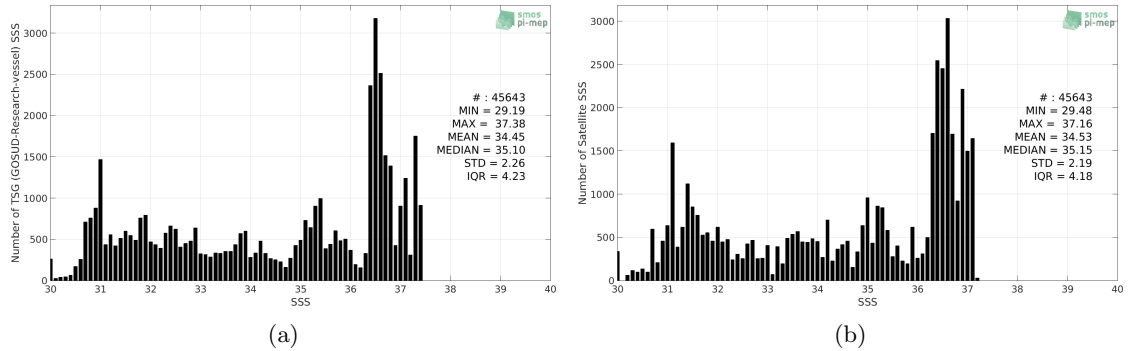 smos
pi-mep
Number of TSG (GOSUD-Research-vessel) SSS
3000
2500
2000
1500
1000
500
0
# : 45643
MIN = 29.19
MAX = 37.38
MEAN = 34.45
MEDIAN = 35.10
STD = 2.26
IQR = 4.23
30 31 32 33 34 35 36 37 38 39 40
SSS
(a)
smos
pi-mep
Number of Satellite SSS
3000
2500
2000
1500
1000
500
0
# : 45643
MIN = 29.48
MAX = 37.16
MEAN = 34.53
MEDIAN = 35.15
STD = 2.19
IQR = 4.18
30 31 32 33 34 35 36 37 38 39 40
SSS
(b)